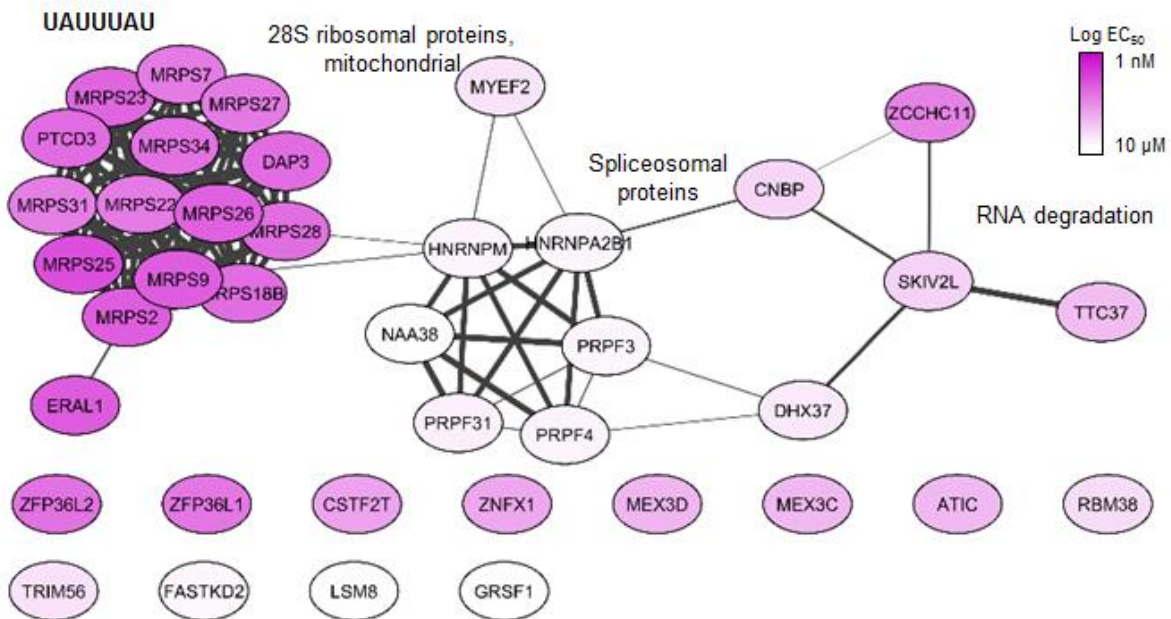 UAUUUAU
28S ribosomal proteins,
mitochondrial
Log EC50
1 nM
10 µM
MRPS7
MRPS23
MRPS27
PTCD3
MRPS34
DAP3
MRPS31
MRPS22
MRPS26
MRPS28
MRPS25
MRPS9
RPS18B
MRPS2
ERAL1
MYEF2
Spliceosomal
proteins
ZCCHC11
CNBP
RNA degradation
HNRNPM
HNRNPA2B1
SKIV2L
TTC37
NAA38
PRPF3
DHX37
PRPF31
PRPF4
ZFP36L2
ZFP36L1
CSTF2T
ZNFX1
MEX3D
MEX3C
ATIC
RBM38
TRIM56
FASTKD2
LSM8
GRSF1